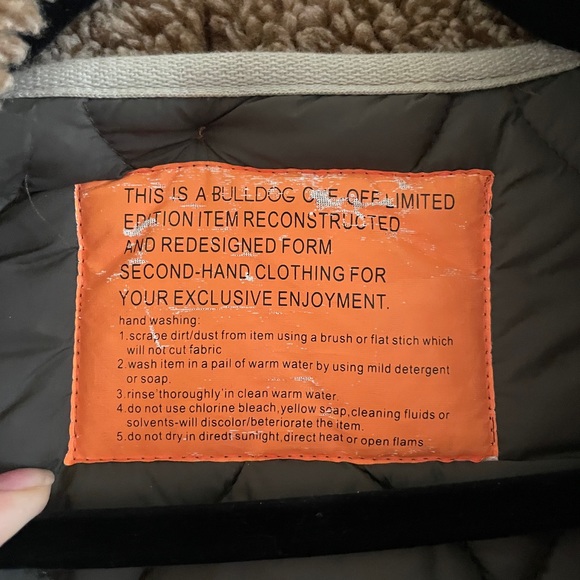 THIS IS A BULLDOG ONE-OFF LIMITED
EDITION ITEM RECONSTRUCTED
AND REDESIGNED FORM
SECOND-HAND CLOTHING FOR
YOUR EXCLUSIVE ENJOYMENT.
hand washing:
1.scrape dirt/dust from item using a brush or flat stich which
will not cut fabric
2.wash item in a pail of warm water by using mild detergent
or soap.
3.rinse'thoroughly'in clean warm water
4.do not use chlorine bleach,yellow soap,cleaning fluids or
solvents-will discolor/beteriorate the item.
5.do not dry in diredt sunlight,direct heat or open flams